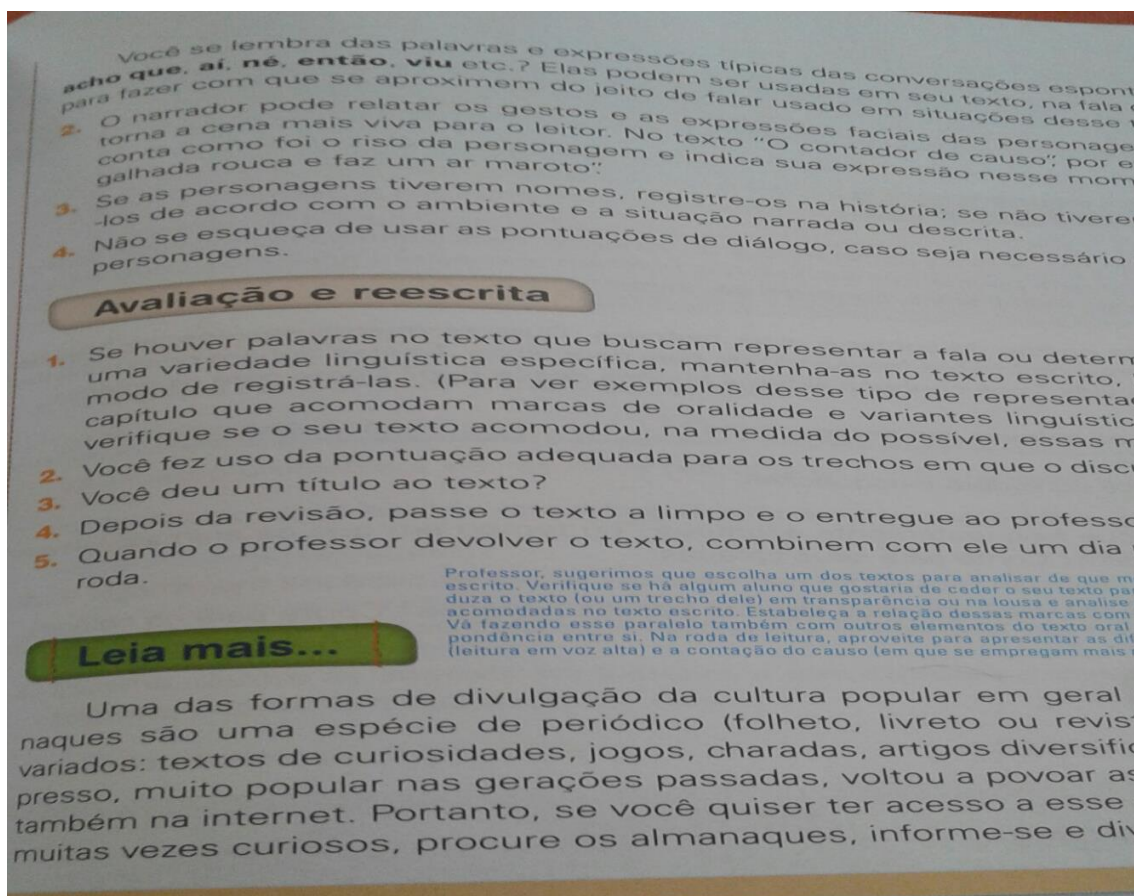 Você se lembra das palavras e expressões típicas das conversações espont
acho que, aí, né, então, viu etc.? Elas podem ser usadas em seu texto, na fala
para fazer com que se aproximem do jeito de falar usado em situações desse
2. O narrador pode relatar os gestos e as expressões faciais das personage
torna a cena mais viva para o leitor. No texto “O contador de causo”, por e
conta como foi o riso da personagem e indica sua expressão nesse mom
galhada rouca e faz um ar maroto”.
3. Se as personagens tiverem nomes, registre-os na história; se não tivere
-los de acordo com o ambiente e a situação narrada ou descrita.
4. Não se esqueça de usar as pontuações de diálogo, caso seja necessário
personagens.
Avaliação e reescrita
1. Se houver palavras no texto que buscam representar a fala ou determ
uma variedade linguística específica, mantenha-as no texto escrito,
modo de registrá-las. (Para ver exemplos desse tipo de representa
capítulo que acomodam marcas de oralidade e variantes linguístic
verifique se o seu texto acomodou, na medida do possível, essas m
2. Você fez uso da pontuação adequada para os trechos em que o discu
3. Você deu um título ao texto?
4. Depois da revisão, passe o texto a limpo e o entregue ao professo
5. Quando o professor devolver o texto, combinem com ele um dia
roda.
Professor, sugerimos que escolha um dos textos para analisar de que m
escrito. Verifique se há algum aluno que gostaria de ceder o seu texto pa
duza o texto (ou um trecho dele) em transparência ou na lousa e analise
acomodadas no texto escrito. Estabeleça a relação dessas marcas com
Vá fazendo esse paralelo também com outros elementos do texto oral
pondência entre si. Na roda de leitura, aproveite para apresentar as dif
(leitura em voz alta) e a contação do causo (em que se empregam mais
Leia mais...
Uma das formas de divulgação da cultura popular em geral
naques são uma espécie de periódico (folheto, livreto ou revis
variados: textos de curiosidades, jogos, charadas, artigos diversific
presso, muito popular nas gerações passadas, voltou a povoar as
também na internet. Portanto, se você quiser ter acesso a esse
muitas vezes curiosos, procure os almanaques, informe-se e div